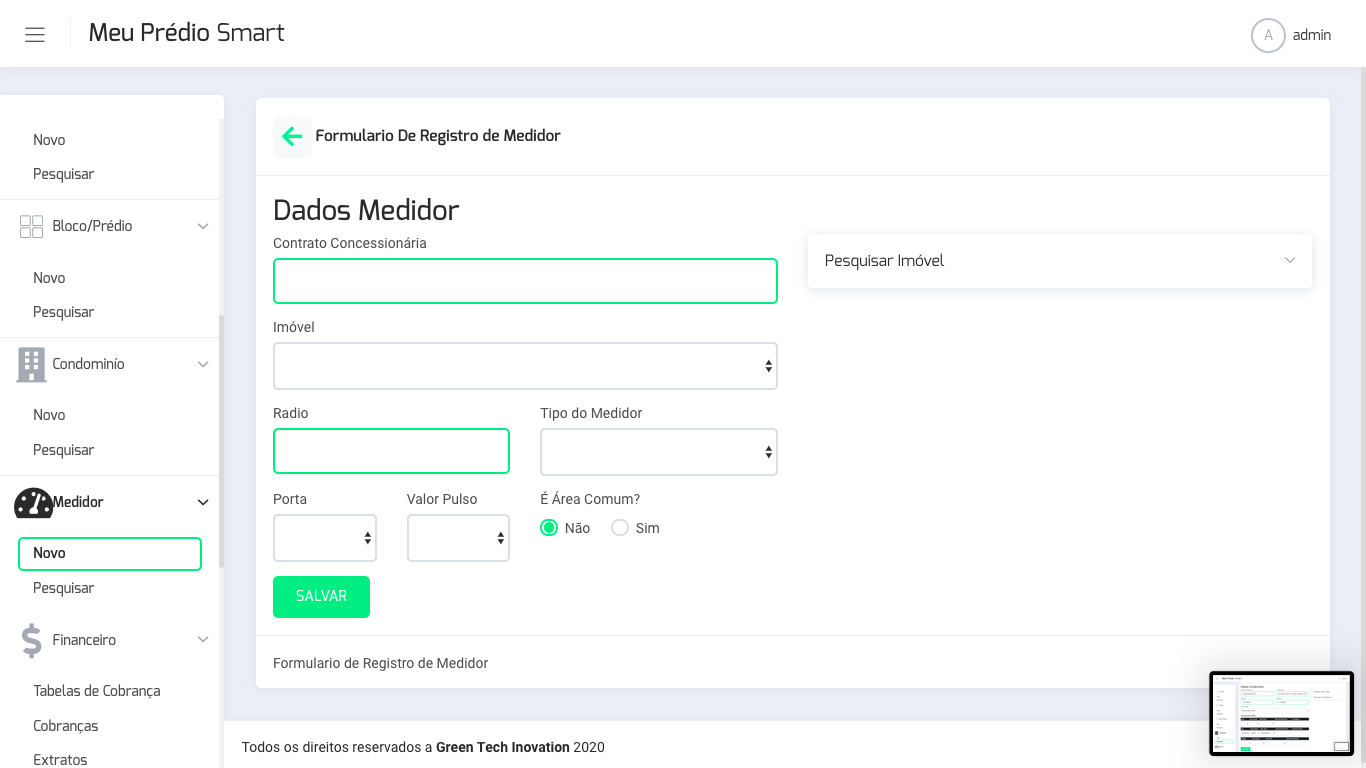 Meu Prédio Smart
A admin
Novo
Pesquisar
Bloco/Prédio
Novo
Pesquisar
Condominío
Novo
Pesquisar
Medidor
Novo
Pesquisar
Financeiro
Tabelas de Cobrança
Cobranças
Extratos
Formulario De Registro de Medidor
Dados Medidor
Contrato Concessionária
Pesquisar Imóvel
Imóvel
Radio
Tipo do Medidor
Porta
Valor Pulso
É Área Comum?
Não
Sim
SALVAR
Formulario de Registro de Medidor
Todos os direitos reservados a Green Tech Inovation 2020